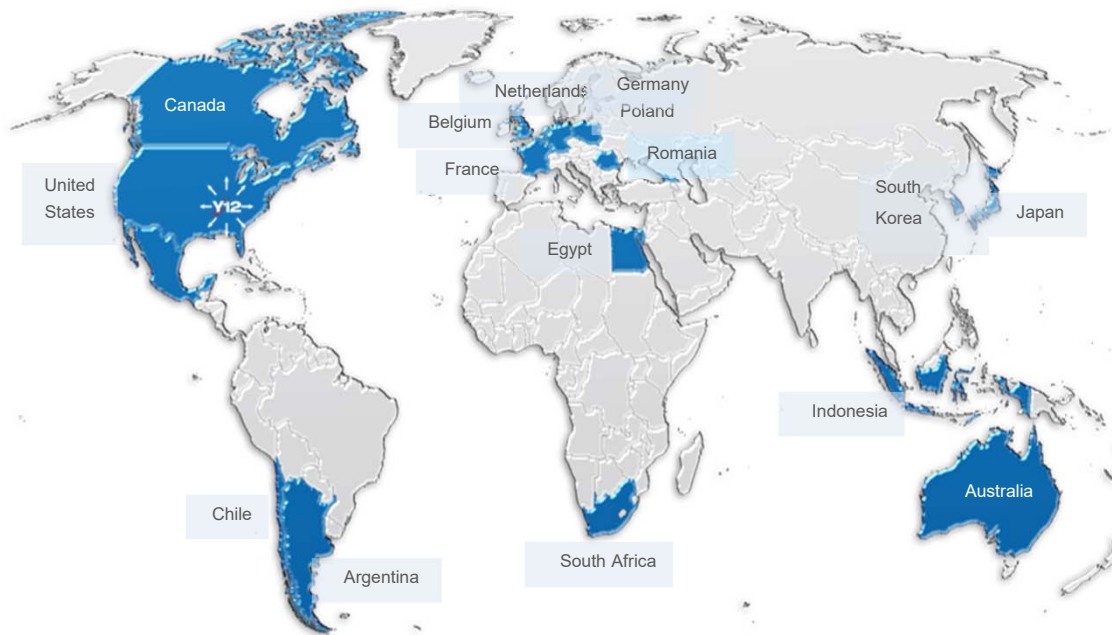 Canada
United
States
Y12
Netherlands
Germany
Belgium
Poland
France
Romania
Egypt
South
Korea
Japan
Indonesia
Australia
Chile
Argentina
South Africa